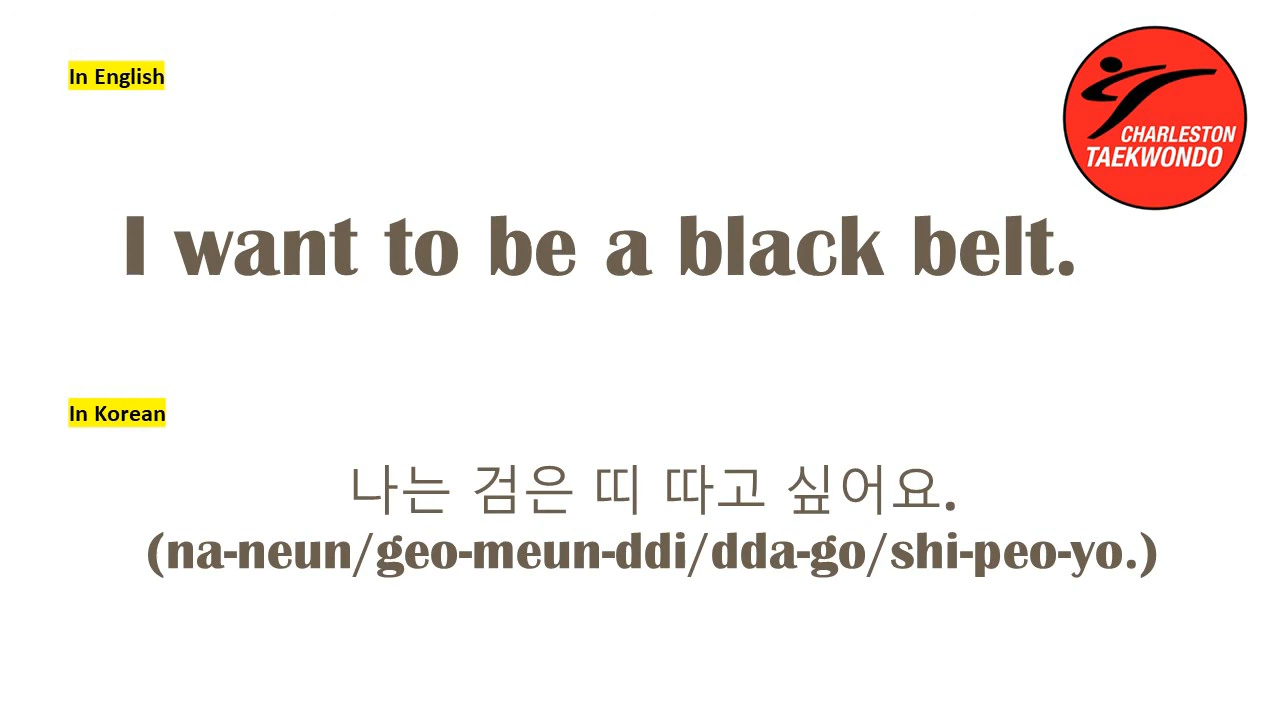 In English
CHARLESTON
TAEKWONDO
I want to be a black belt.
In Korean
나는 검은 띠 따고 싶어요.
(na-neun/geo-meun-ddi/dda-go/shi-peo-yo.)